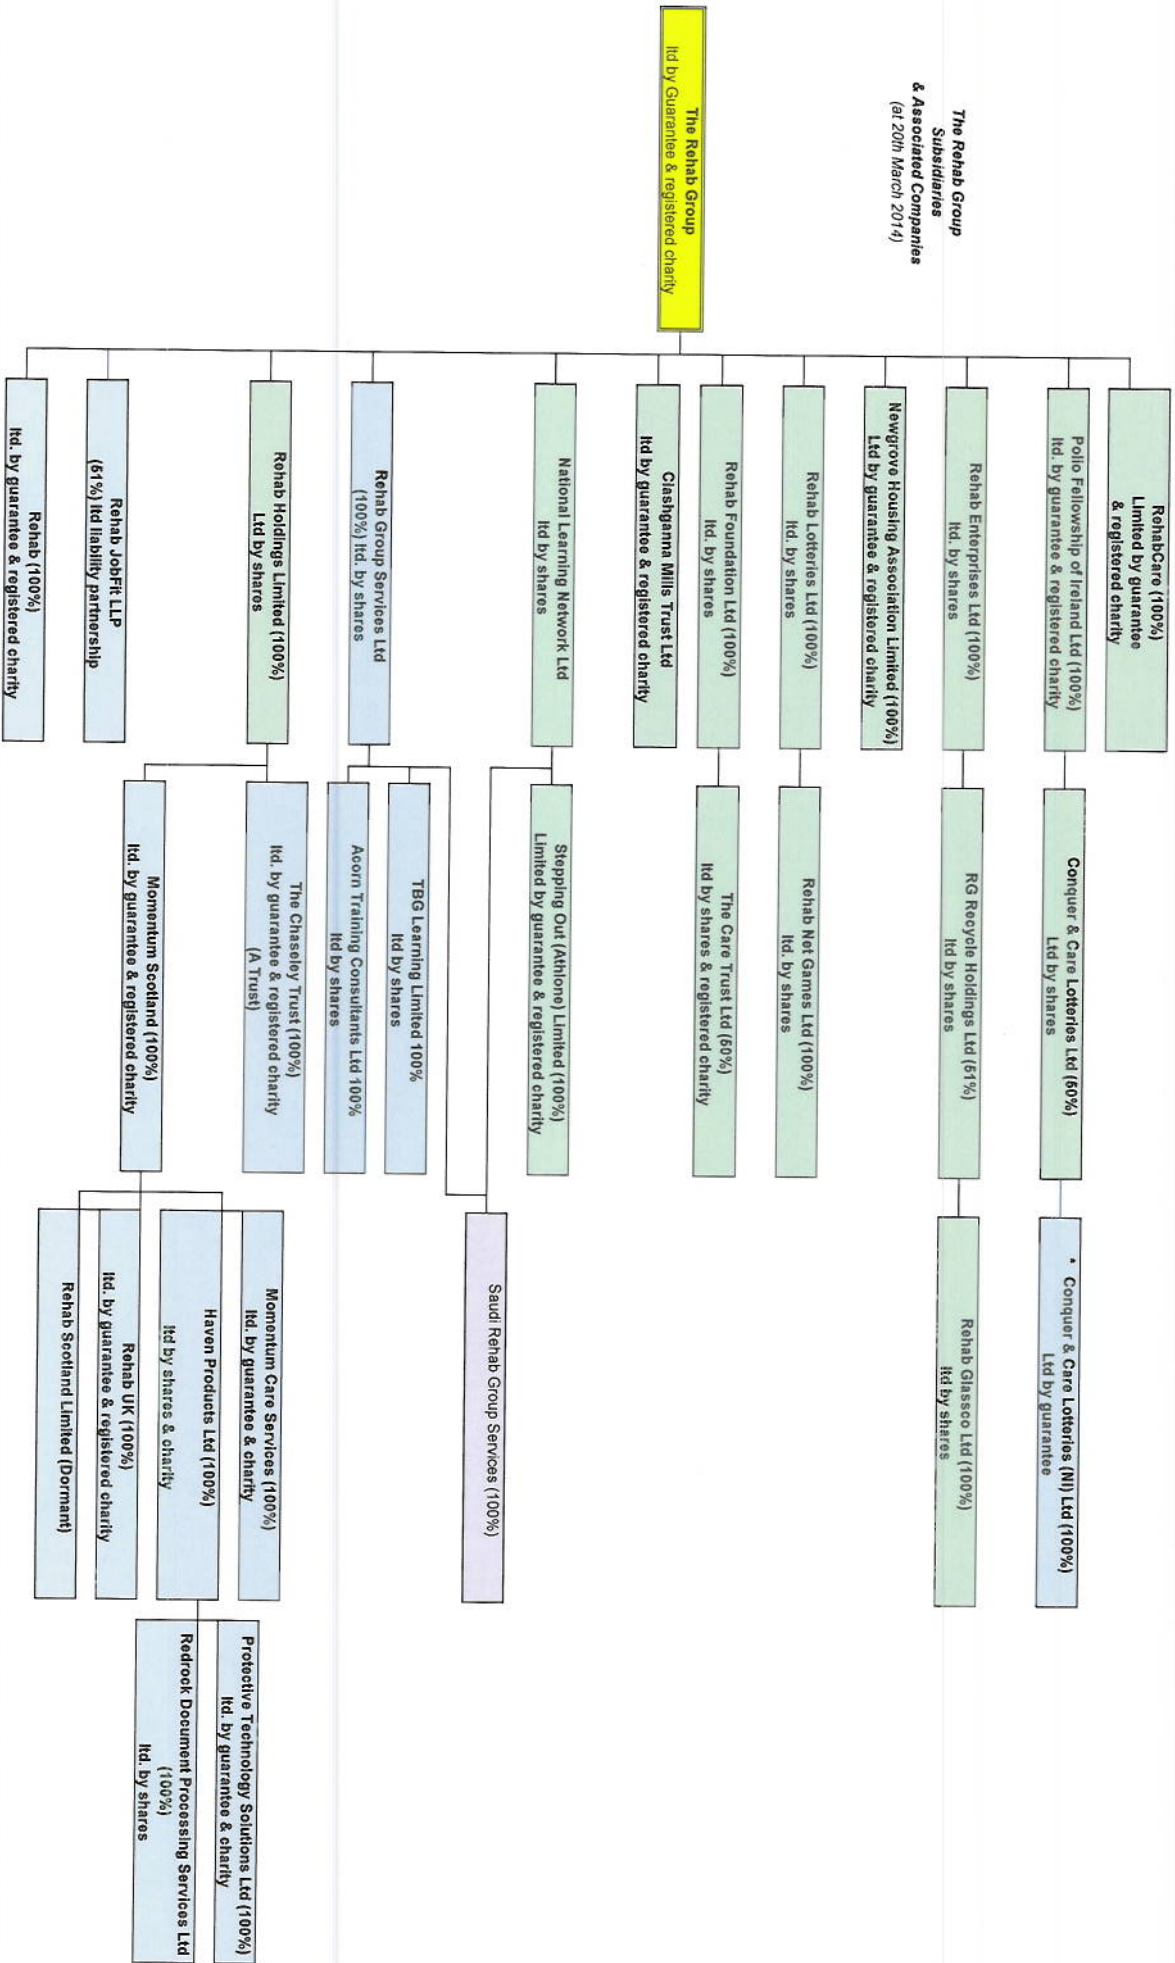 The Rehab Group
Subsidiaries
& Associated Companies
(at 20th March 2014)
The Rehab Group
ltd by Guarantee & registered charity
RehabCare (100%)
Limited by guarantee
& registered charity
Polio Fellowship of Ireland Ltd (100%)
ltd. by guarantee & registered charity
Conquer & Care Lotteries Ltd (50%)
Ltd by shares
* Conquer & Care Lotteries (NI) Ltd (100%)
Ltd by guarantee
Rehab Enterprises Ltd (100%)
ltd. by shares
RG Recycle Holdings Ltd (51%)
ltd by shares
Rehab Glassco Ltd (100%)
ltd by shares
Newgrove Housing Association Limited (100%)
Ltd by guarantee & registered charity
Rehab Lotteries Ltd (100%)
ltd. by shares
Rehab Net Games Ltd (100%)
ltd. by shares
Rehab Foundation Ltd (100%)
ltd. by shares
The Care Trust Ltd (50%)
ltd by shares & registered charity
Clashganna Mills Trust Ltd
ltd by guarantee & registered charity
National Learning Network Ltd
ltd by shares
Stepping Out (Athlone) Limited (100%)
Limited by guarantee & registered charity
Saudi Rehab Group Services (100%)
Rehab Group Services Ltd
(100%) ltd. by shares
TBG Learning Limited 100%
ltd by shares
Acorn Training Consultants Ltd 100%
ltd by shares
Rehab Holdings Limited (100%)
Ltd by shares
The Chaseley Trust (100%)
ltd. by guarantee & registered charity
(A Trust)
Momentum Scotland (100%)
ltd. by guarantee & registered charity
Momentum Care Services (100%)
ltd. by guarantee & charity
Haven Products Ltd (100%)
ltd by shares & charity
Protective Technology Solutions Ltd (100%)
ltd. by guarantee & charity
Redrock Document Processing Services Ltd
(100%)
ltd. by shares
Rehab UK (100%)
ltd. by guarantee & registered charity
Rehab Scotland Limited (Dormant)
Rehab JobFit LLP
(51%) ltd liability partnership
Rehab (100%)
ltd. by guarantee & registered charity